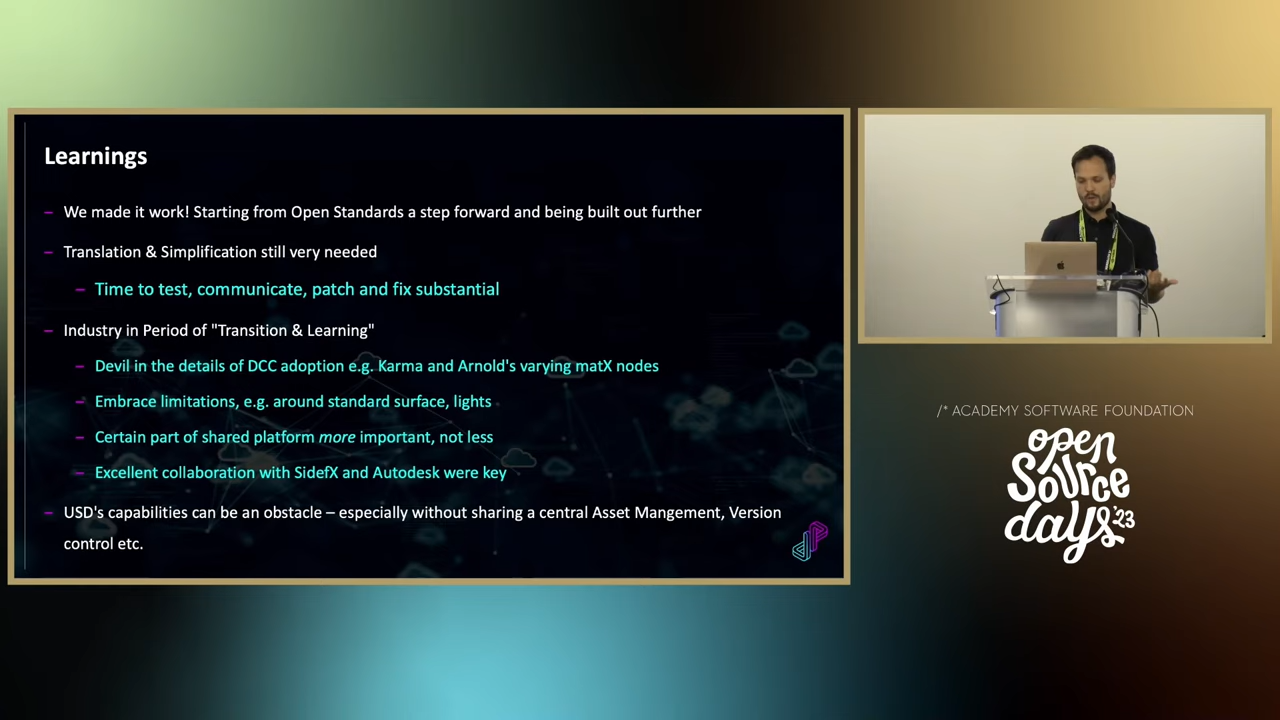 Learnings
– We made it work! Starting from Open Standards a step forward and being built out further
– Translation & Simplification still very needed
– Time to test, communicate, patch and fix substantial
– Industry in Period of "Transition & Learning"
– Devil in the details of DCC adoption e.g. Karma and Arnold's varying matX nodes
– Embrace limitations, e.g. around standard surface, lights
– Certain part of shared platform more important, not less
– Excellent collaboration with SidefX and Autodesk were key
– USD's capabilities can be an obstacle – especially without sharing a central Asset Mangement, Version
control etc.
/* ACADEMY SOFTWARE FOUNDATION
open
Source
days '23